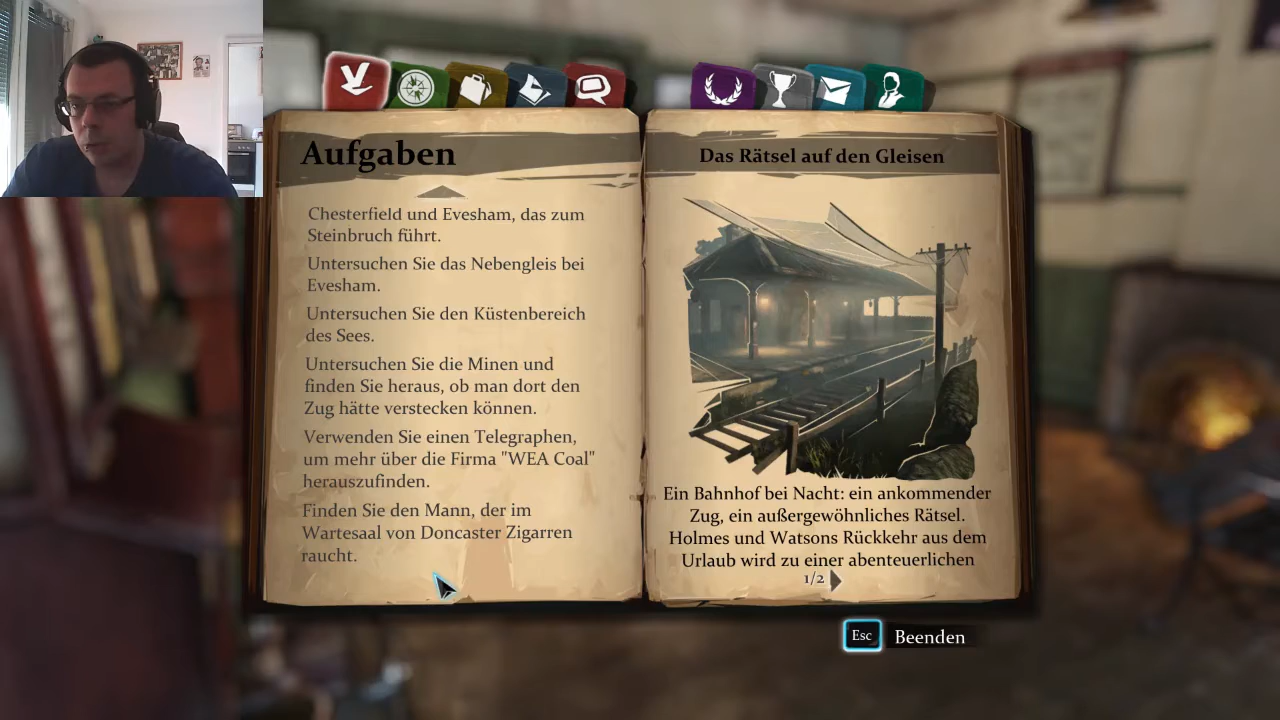 Aufgaben
Chesterfield und Evesham, das zum
Steinbruch führt.
Untersuchen Sie das Nebengleis bei
Evesham.
Untersuchen Sie den Küstenbereich
des Sees.
Untersuchen Sie die Minen und
finden Sie heraus, ob man dort den
Zug hätte verstecken können.
Verwenden Sie einen Telegraphen,
um mehr über die Firma "WEA Coal"
herauszufinden.
Finden Sie den Mann, der im
Wartesaal von Doncaster Zigarren
raucht.
Das Rätsel auf den Gleisen
Ein Bahnhof bei Nacht: ein ankommender
Zug, ein außergewöhnliches Rätsel.
Holmes und Watsons Rückkehr aus dem
Urlaub wird zu einer abenteuerlichen
1/2
Esc Beenden